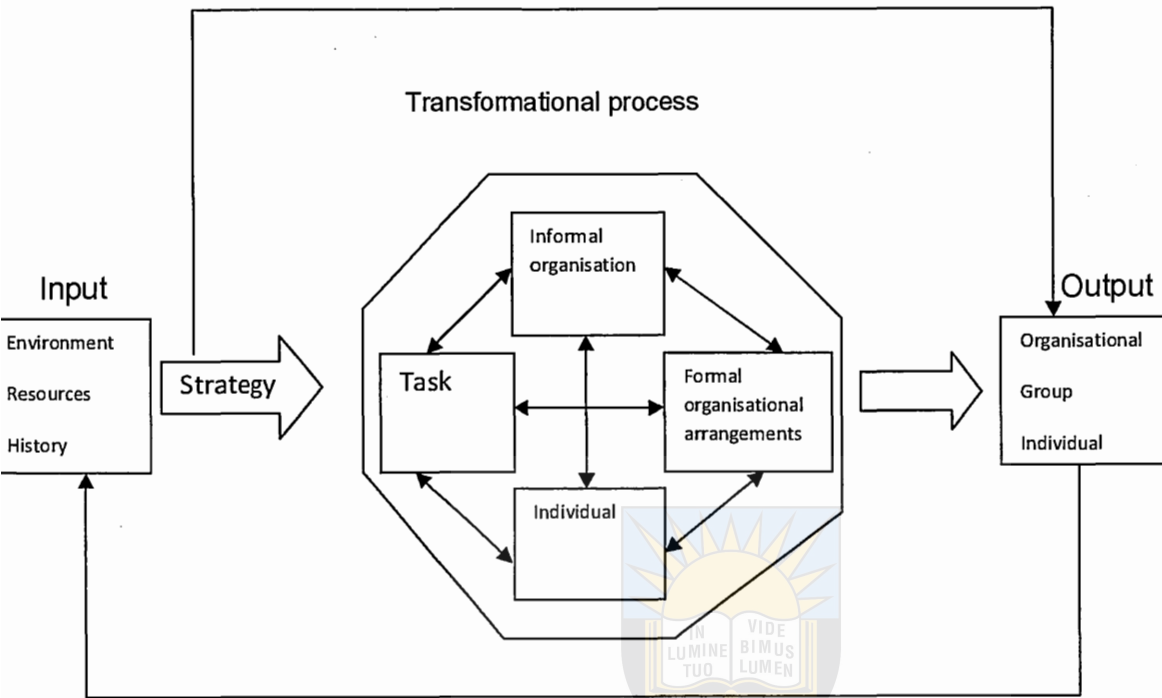 Transformational process
Input
Environment
Resources
History
Strategy
Informal
organisation
Task
Formal
organisational
arrangements
Individual
Output
Organisational
Group
Individual
IN
LUMINE
TUO
VIDE
BIMUS
LUMEN